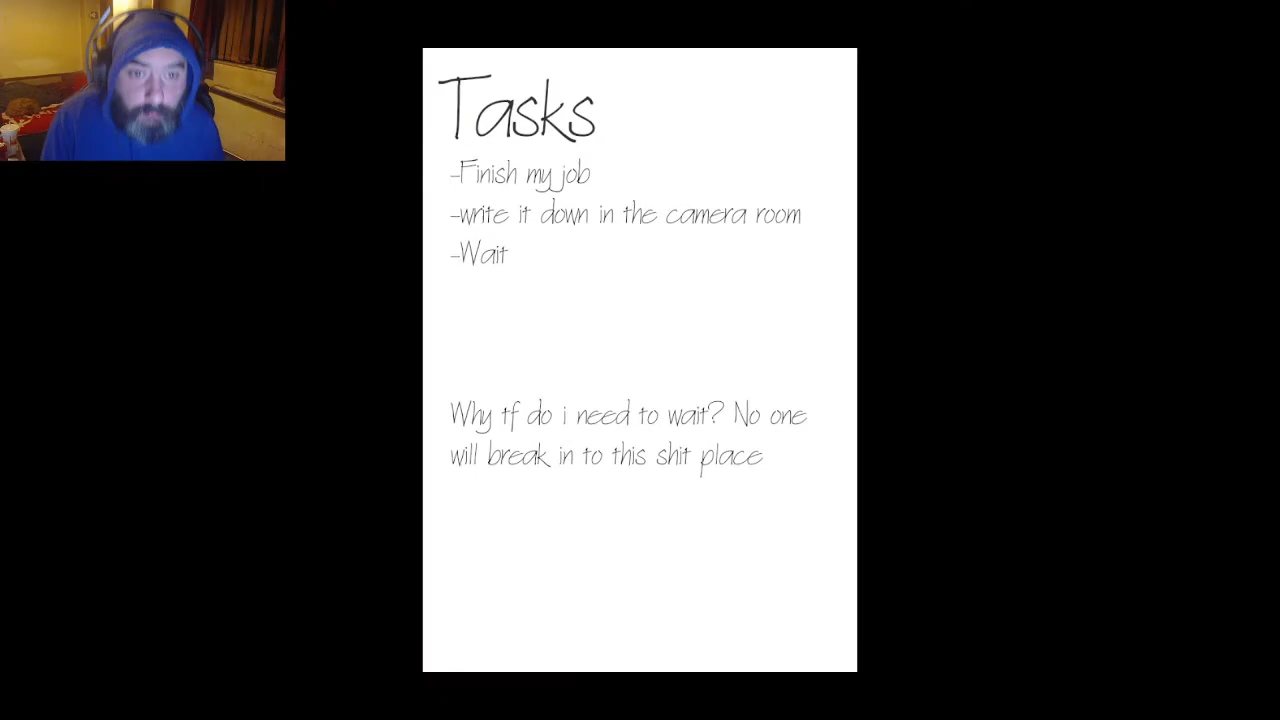 Tasks
-Finish my job
-write it down in the camera room
-Wait
Why tf do i need to wait? No one
will break in to this shit place